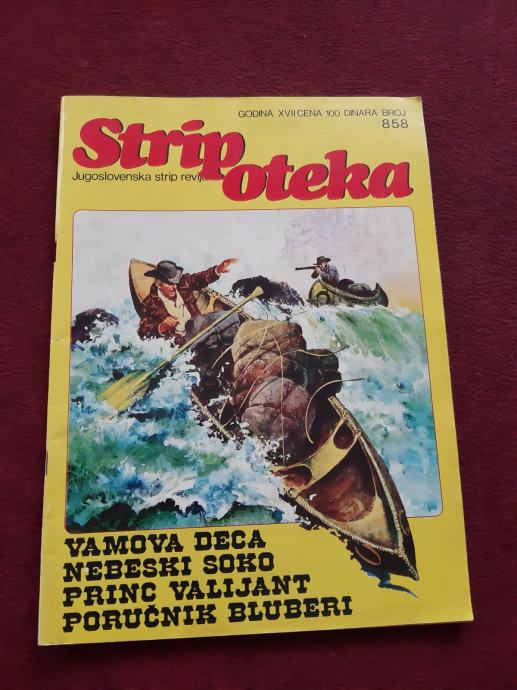 GODINA XVII CENA 100 DINARA · BROJ
858
Strip
oteka
Jugoslovenska strip revija
VAMOVA DECA
NEBESKI SOKO
PRINC VALIJANT
PORUČNIK BLUBERI